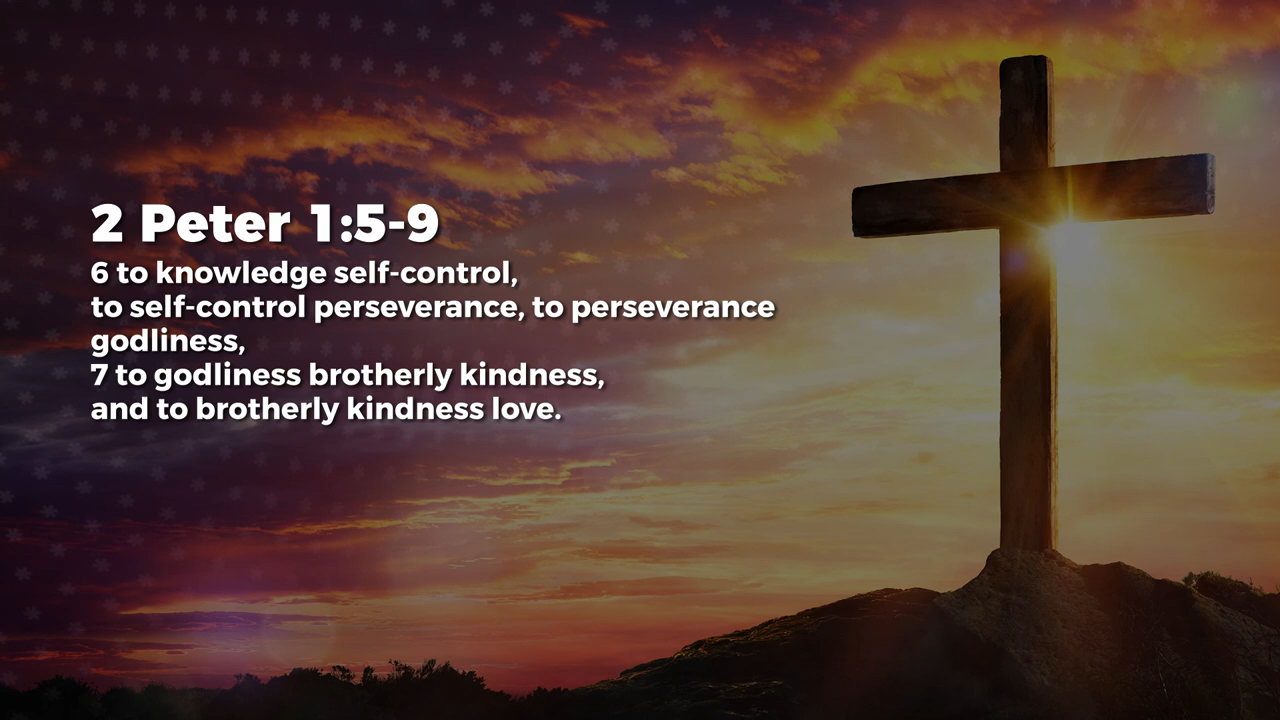 2 Peter 1:5-9
6 to knowledge self-control,
to self-control perseverance, to perseverance
godliness,
7 to godliness brotherly kindness,
and to brotherly kindness love.